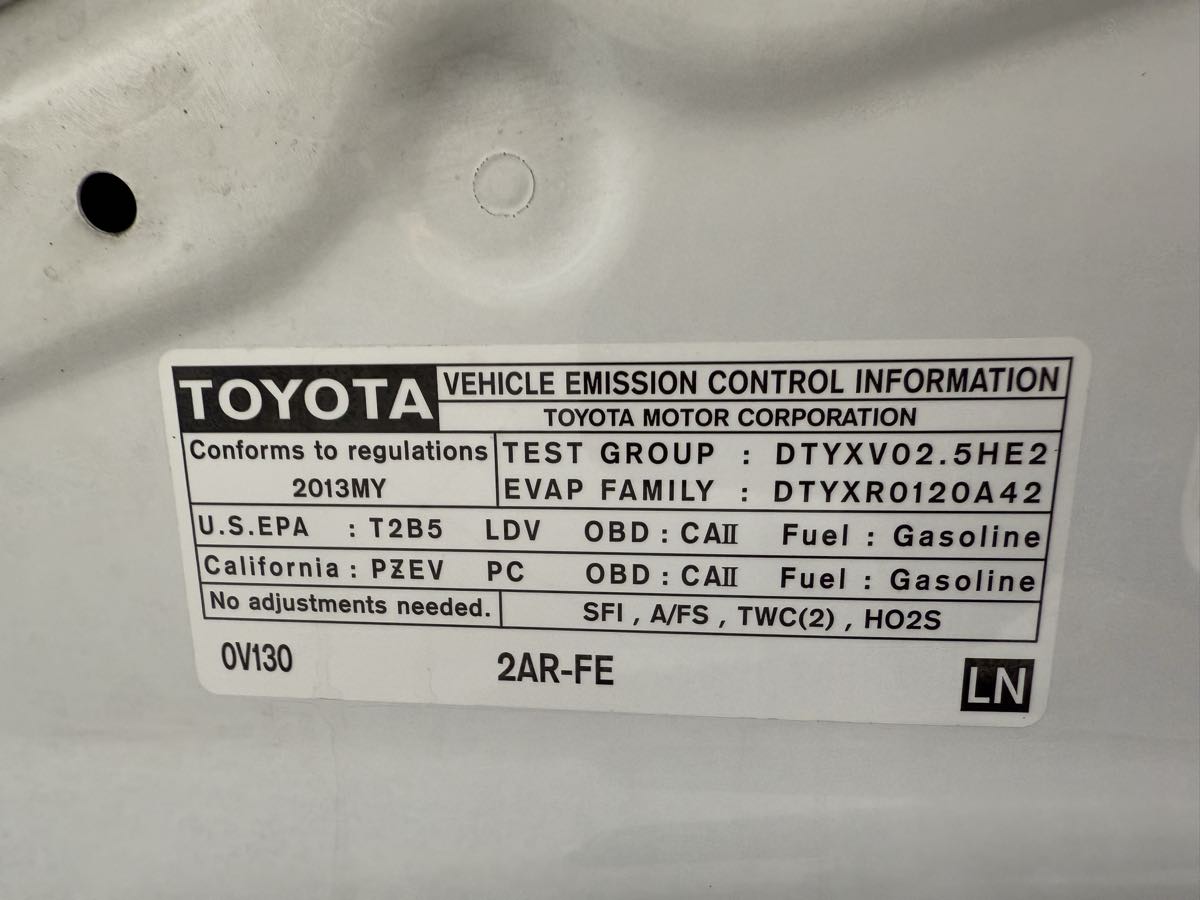 TOYOTA VEHICLE EMISSION CONTROL INFORMATION
TOYOTA MOTOR CORPORATION
Conforms to regulations
2013MY
TEST GROUP : DTYXV02.5HE2
EVAP FAMILY : DTYXR0120A42
U.S.EPA : T2B5 LDV OBD : CAⅡ Fuel : Gasoline
California : PZEV PC OBD : CAⅡ Fuel : Gasoline
No adjustments needed. SFI , A/FS , TWC(2) , HO2S
0V130 2AR-FE LN